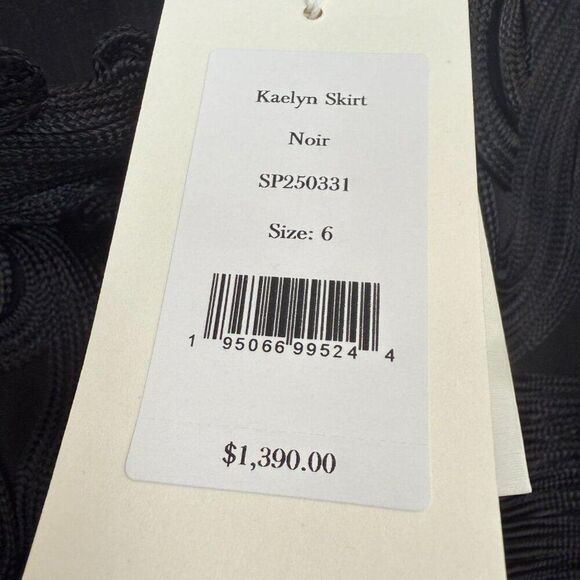 Kaelyn Skirt
Noir
SP250331
Size: 6
1 95066 99524 4
$1,390.00